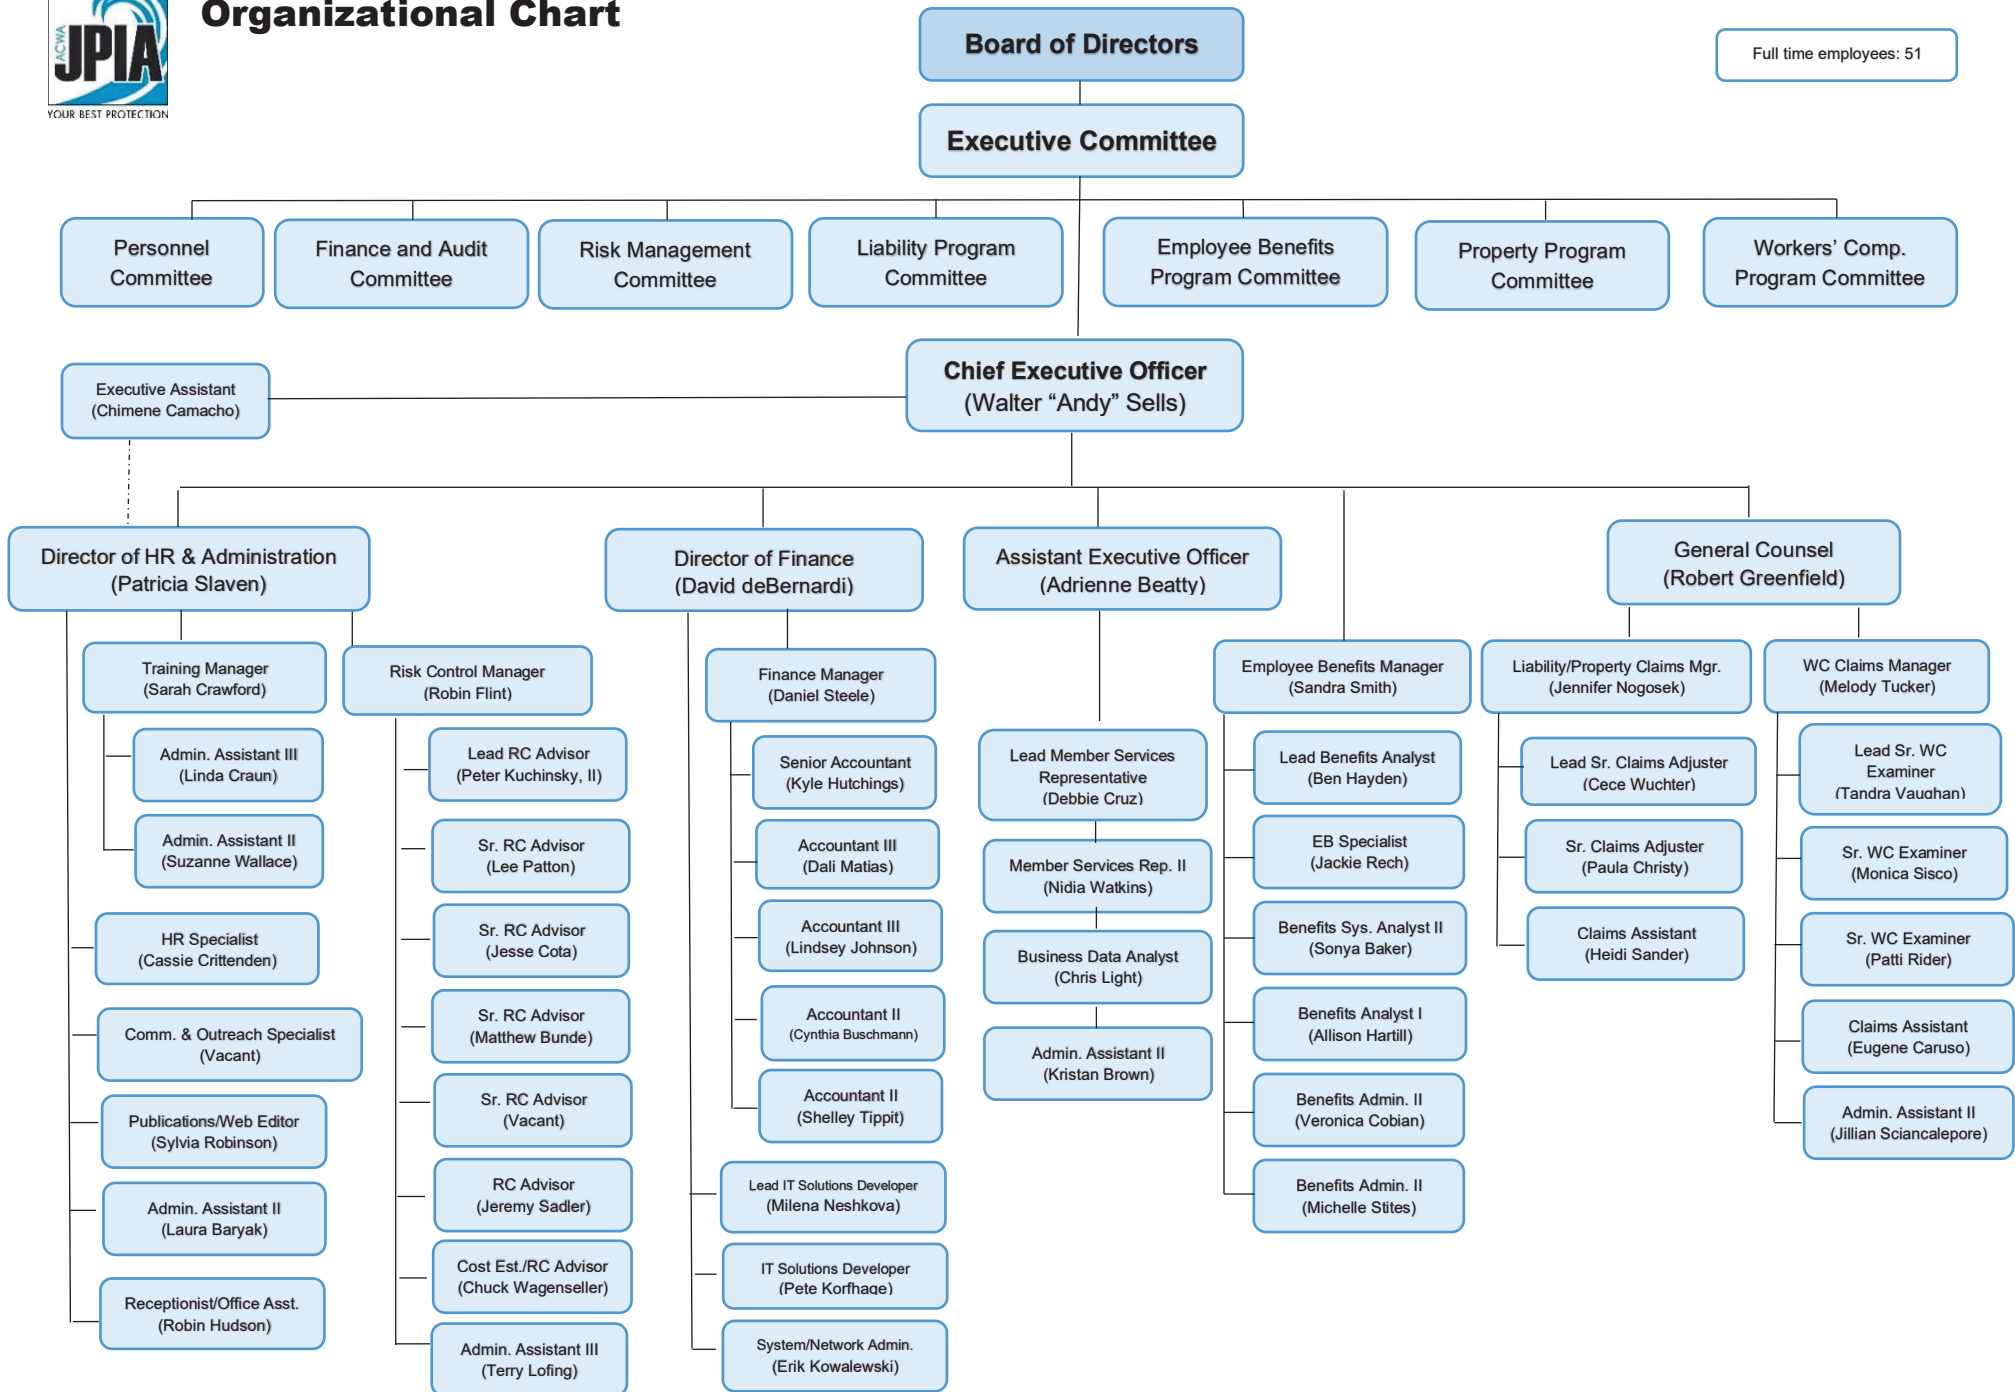 Organizational Chart
ACWA
JPIA
YOUR BEST PROTECTION
Board of Directors
Full time employees: 51
Executive Committee
Personnel
Committee
Finance and Audit
Committee
Risk Management
Committee
Liability Program
Committee
Employee Benefits
Program Committee
Property Program
Committee
Workers’ Comp.
Program Committee
Chief Executive Officer
(Walter “Andy” Sells)
Executive Assistant
(Chimene Camacho)
Director of HR & Administration
(Patricia Slaven)
Director of Finance
(David deBernardi)
Assistant Executive Officer
(Adrienne Beatty)
General Counsel
(Robert Greenfield)
Training Manager
(Sarah Crawford)
Admin. Assistant III
(Linda Craun)
Admin. Assistant II
(Suzanne Wallace)
HR Specialist
(Cassie Crittenden)
Comm. & Outreach Specialist
(Vacant)
Publications/Web Editor
(Sylvia Robinson)
Admin. Assistant II
(Laura Baryak)
Receptionist/Office Asst.
(Robin Hudson)
Risk Control Manager
(Robin Flint)
Lead RC Advisor
(Peter Kuchinsky, II)
Sr. RC Advisor
(Lee Patton)
Sr. RC Advisor
(Jesse Cota)
Sr. RC Advisor
(Matthew Bunde)
Sr. RC Advisor
(Vacant)
RC Advisor
(Jeremy Sadler)
Cost Est./RC Advisor
(Chuck Wagenseller)
Admin. Assistant III
(Terry Lofing)
Finance Manager
(Daniel Steele)
Senior Accountant
(Kyle Hutchings)
Accountant III
(Dali Matias)
Accountant III
(Lindsey Johnson)
Accountant II
(Cynthia Buschmann)
Accountant II
(Shelley Tippit)
Lead IT Solutions Developer
(Milena Neshkova)
IT Solutions Developer
(Pete Korfhage)
System/Network Admin.
(Erik Kowalewski)
Lead Member Services
Representative
(Debbie Cruz)
Member Services Rep. II
(Nidia Watkins)
Business Data Analyst
(Chris Light)
Admin. Assistant II
(Kristan Brown)
Employee Benefits Manager
(Sandra Smith)
Lead Benefits Analyst
(Ben Hayden)
EB Specialist
(Jackie Rech)
Benefits Sys. Analyst II
(Sonya Baker)
Benefits Analyst I
(Allison Hartill)
Benefits Admin. II
(Veronica Cobian)
Benefits Admin. II
(Michelle Stites)
Liability/Property Claims Mgr.
(Jennifer Nogosek)
Lead Sr. Claims Adjuster
(Cece Wuchter)
Sr. Claims Adjuster
(Paula Christy)
Claims Assistant
(Heidi Sander)
WC Claims Manager
(Melody Tucker)
Lead Sr. WC
Examiner
(Tandra Vaughan)
Sr. WC Examiner
(Monica Sisco)
Sr. WC Examiner
(Patti Rider)
Claims Assistant
(Eugene Caruso)
Admin. Assistant II
(Jillian Sciancalepore)